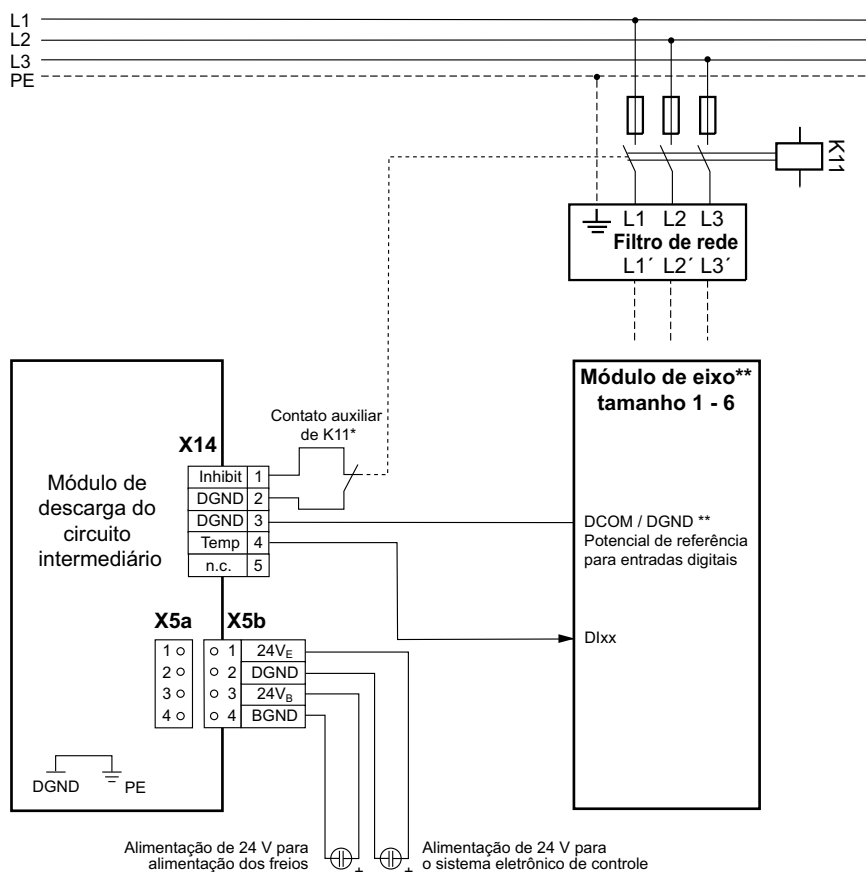 L1
L2
L3
PE
K11
L1 L2 L3
Filtro de rede
L1´ L2´ L3´
Módulo de eixo**
tamanho 1 - 6
Contato auxiliar
de K11*
X14
Inhibit 1
DGND 2
DGND 3
Temp 4
n.c. 5
Módulo de
descarga do
circuito
intermediário
DCOM / DGND **
Potencial de referência
para entradas digitais
DIxx
X5a X5b
1 1 24VE
2 2 DGND
3 3 24VB
4 4 BGND
DGND PE
Alimentação de 24 V para
alimentação dos freios
+
Alimentação de 24 V para
o sistema eletrônico de controle
+